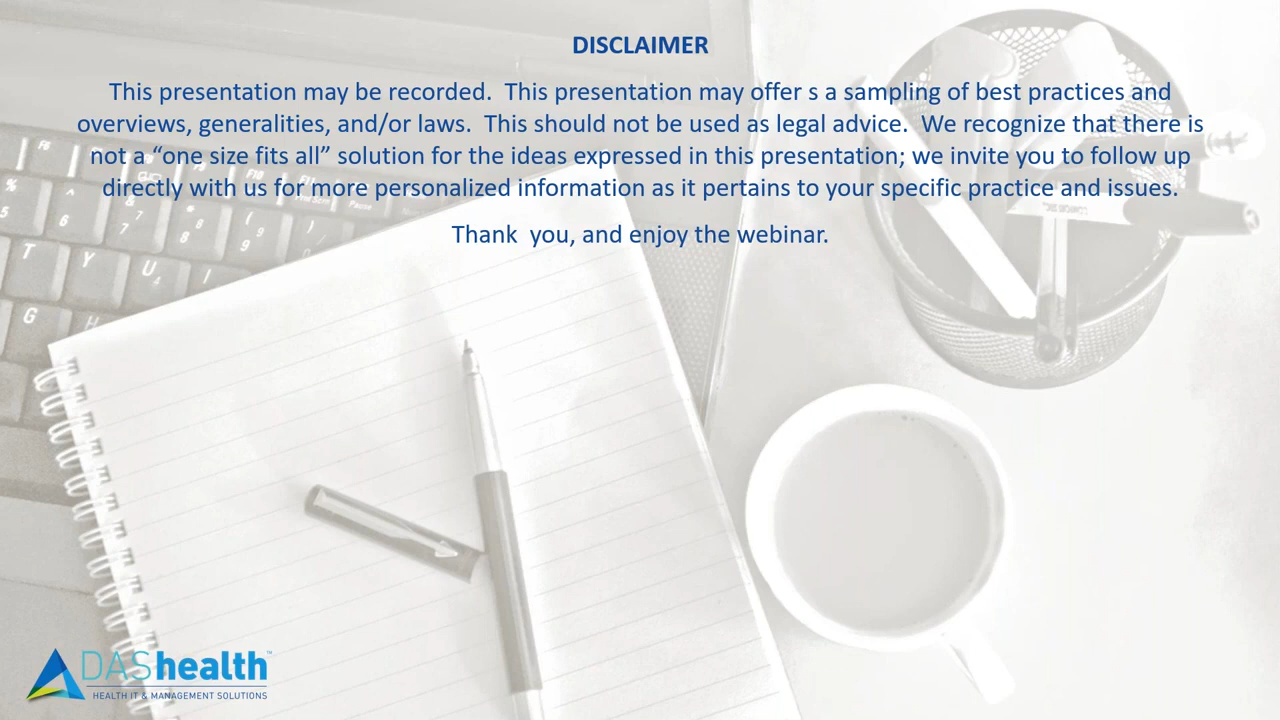 DISCLAIMER
This presentation may be recorded.  This presentation may offer s a sampling of best practices and
overviews, generalities, and/or laws.  This should not be used as legal advice.  We recognize that there is
not a “one size fits all” solution for the ideas expressed in this presentation; we invite you to follow up
directly with us for more personalized information as it pertains to your specific practice and issues.
Thank  you, and enjoy the webinar.
DAShealth™
HEALTH IT & MANAGEMENT SOLUTIONS